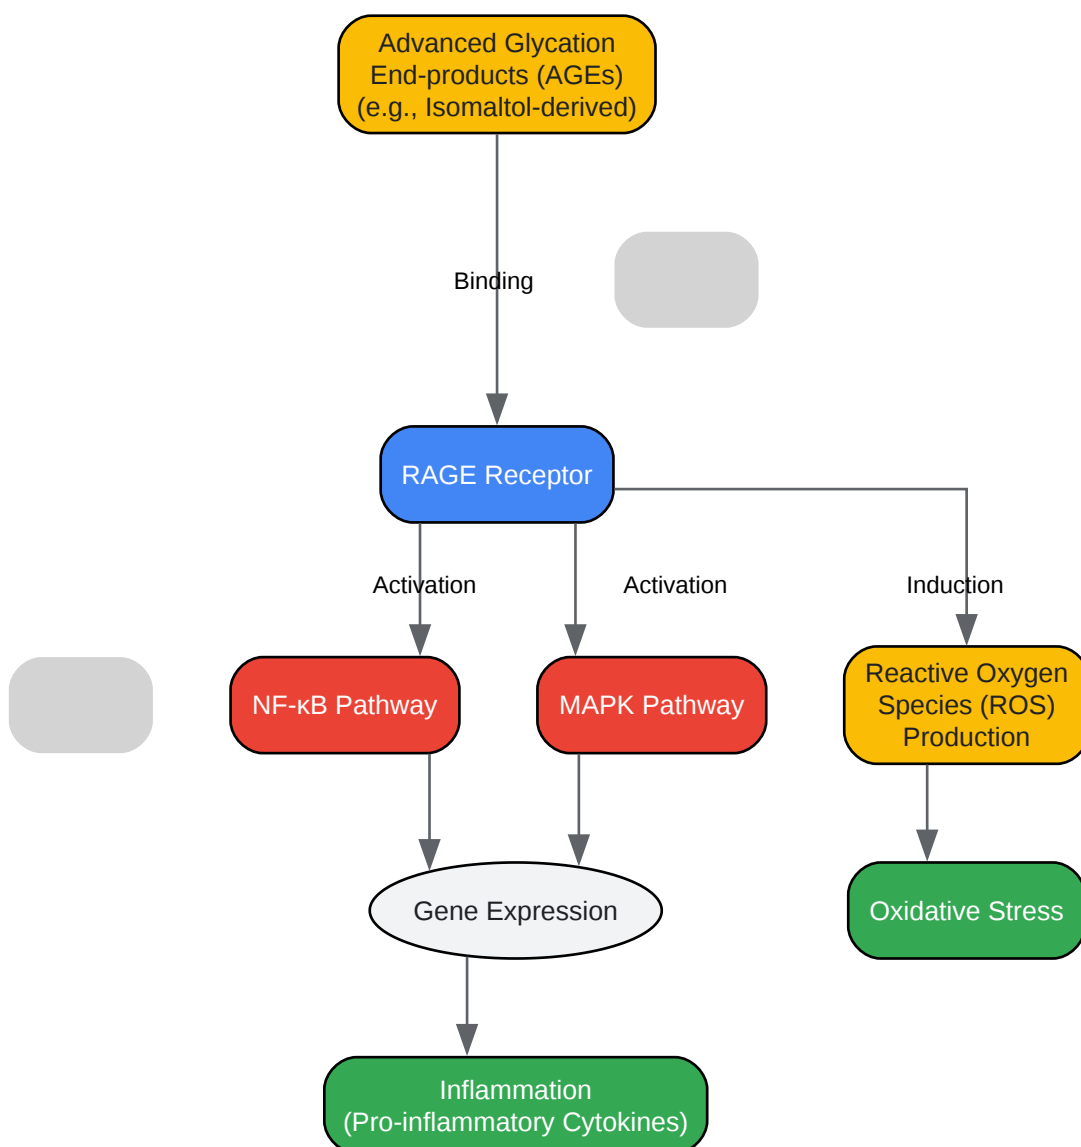 Advanced Glycation
End-products (AGEs)
(e.g., Isomaltol-derived)
Binding
RAGE Receptor
Activation
Activation
Induction
NF-κB Pathway
MAPK Pathway
Reactive Oxygen
Species (ROS)
Production
Gene Expression
Oxidative Stress
Inflammation
(Pro-inflammatory Cytokines)